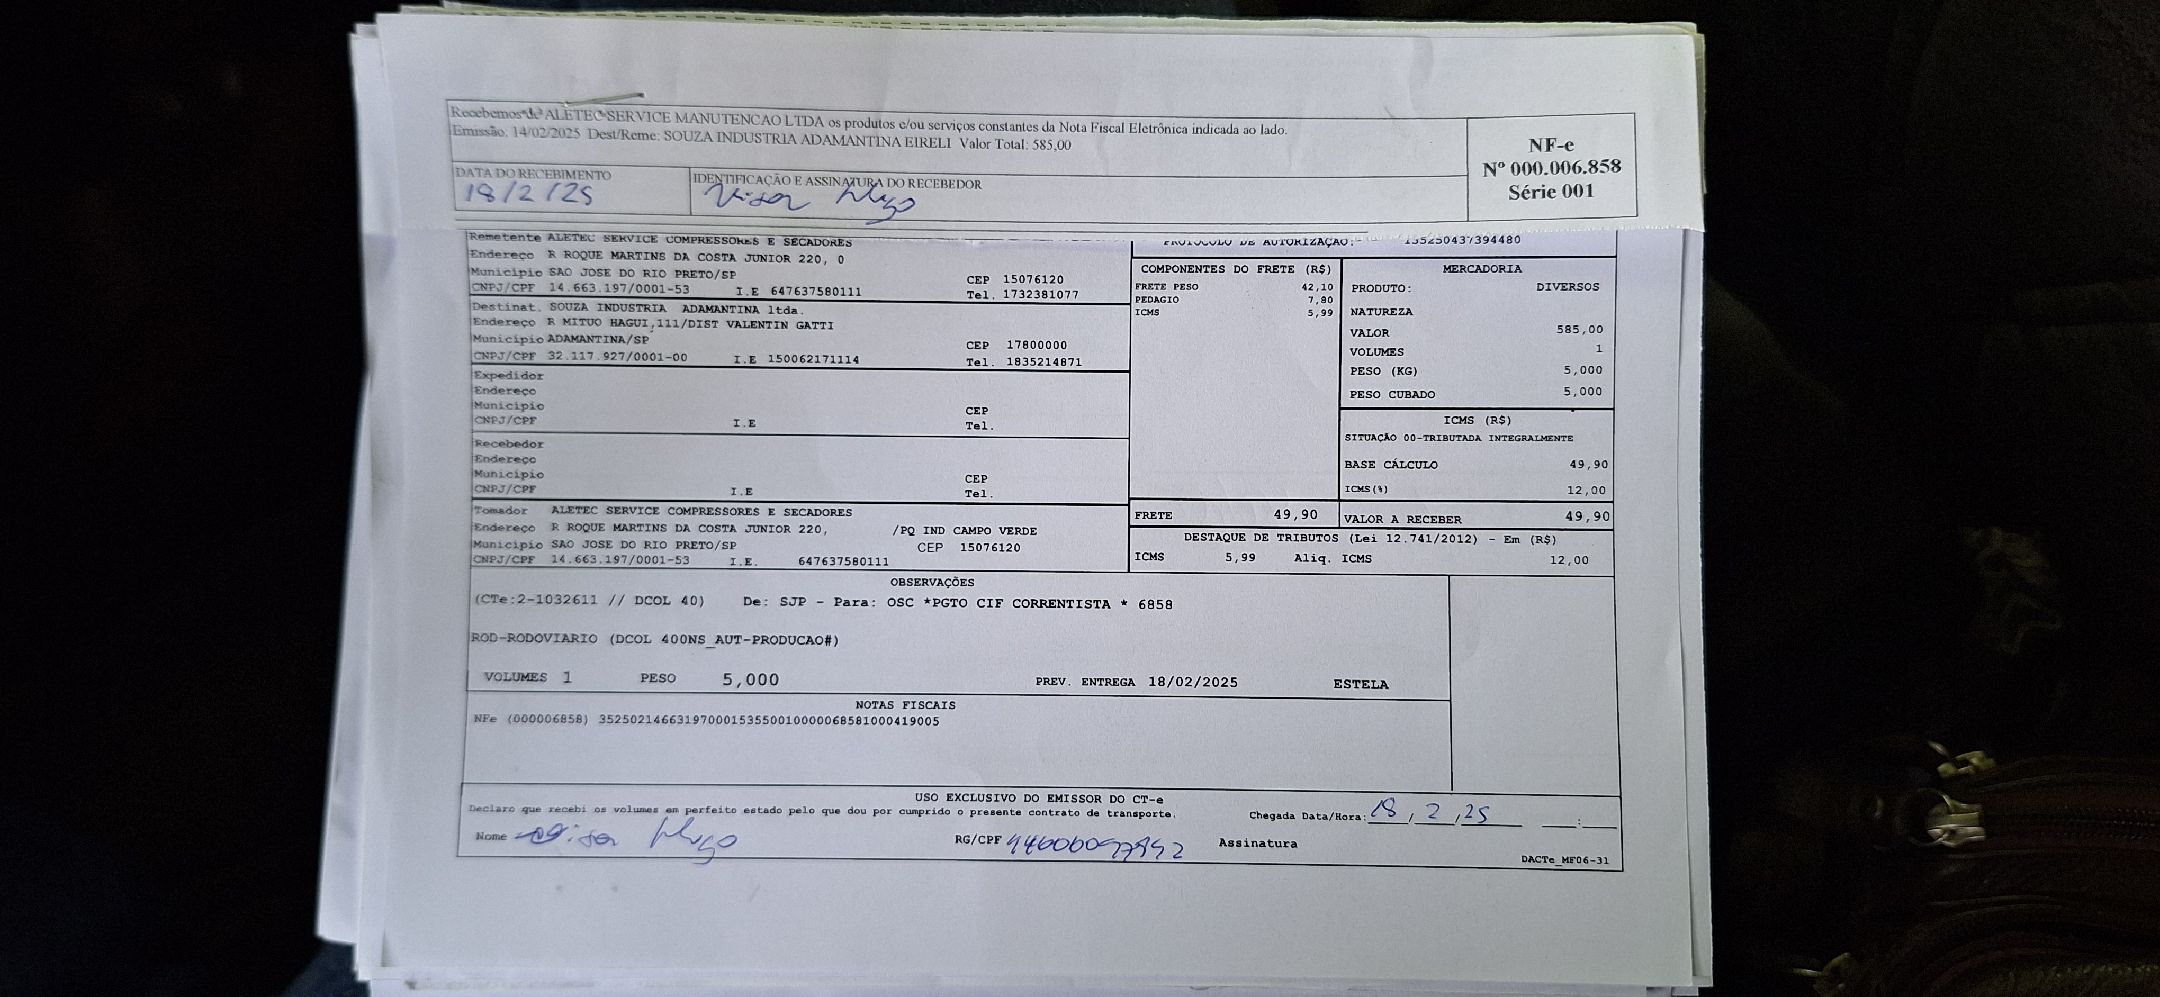 Recebemos de ALETEC SERVICE MANUTENCAO LTDA os produtos e/ou serviços constantes da Nota Fiscal Eletrônica indicada ao lado.
Emissão: 14/02/2025 Dest/Reme: SOUZA INDUSTRIA ADAMANTINA EIRELI Valor Total: 585,00
NF-e
Nº 000.006.858
Série 001
DATA DO RECEBIMENTO
18/2/25
IDENTIFICAÇÃO E ASSINATURA DO RECEBEDOR
Remetente ALETEC SERVICE COMPRESSORES E SECADORES
Endereço R ROQUE MARTINS DA COSTA JUNIOR 220, 0
Município SAO JOSE DO RIO PRETO/SP CEP 15076120
CNPJ/CPF 14.663.197/0001-53 I.E 647637580111 Tel. 1732381077
Destinat. SOUZA INDUSTRIA ADAMANTINA ltda.
Endereço R MITUO HAGUI,111/DIST VALENTIN GATTI
Município ADAMANTINA/SP CEP 17800000
CNPJ/CPF 32.117.927/0001-00 I.E 150062171114 Tel. 1835214871
Expedidor
Endereço
Município CEP
CNPJ/CPF I.E Tel.
Recebedor
Endereço
Município CEP
CNPJ/CPF I.E Tel.
Tomador ALETEC SERVICE COMPRESSORES E SECADORES
Endereço R ROQUE MARTINS DA COSTA JUNIOR 220, /PQ IND CAMPO VERDE
Município SAO JOSE DO RIO PRETO/SP CEP 15076120
CNPJ/CPF 14.663.197/0001-53 I.E. 647637580111
PROTOCOLO DE AUTORIZAÇÃO: 135250437394480
COMPONENTES DO FRETE (R$)
FRETE PESO 42,10
PEDAGIO 7,80
ICMS 5,99
MERCADORIA
PRODUTO: DIVERSOS
NATUREZA
VALOR 585,00
VOLUMES 1
PESO (KG) 5,000
PESO CUBADO 5,000
ICMS (R$)
SITUAÇÃO 00-TRIBUTADA INTEGRALMENTE
BASE CÁLCULO 49,90
ICMS(%) 12,00
FRETE 49,90
VALOR A RECEBER 49,90
DESTAQUE DE TRIBUTOS (Lei 12.741/2012) - Em (R$)
ICMS 5,99 Aliq. ICMS 12,00
OBSERVAÇÕES
(CTe:2-1032611 // DCOL 40) De: SJP - Para: OSC *PGTO CIF CORRENTISTA * 6858
ROD-RODOVIARIO (DCOL 400NS_AUT-PRODUCAO#)
VOLUMES 1 PESO 5,000 PREV. ENTREGA 18/02/2025 ESTELA
NOTAS FISCAIS
NFe (000006858) 35250214663197000153550010000068581000419005
USO EXCLUSIVO DO EMISSOR DO CT-e
Declaro que recebi os volumes em perfeito estado pelo que dou por cumprido o presente contrato de transporte.
Chegada Data/Hora: 18/2/25 __:__
Nome
RG/CPF
Assinatura
DACTe_MF06-31